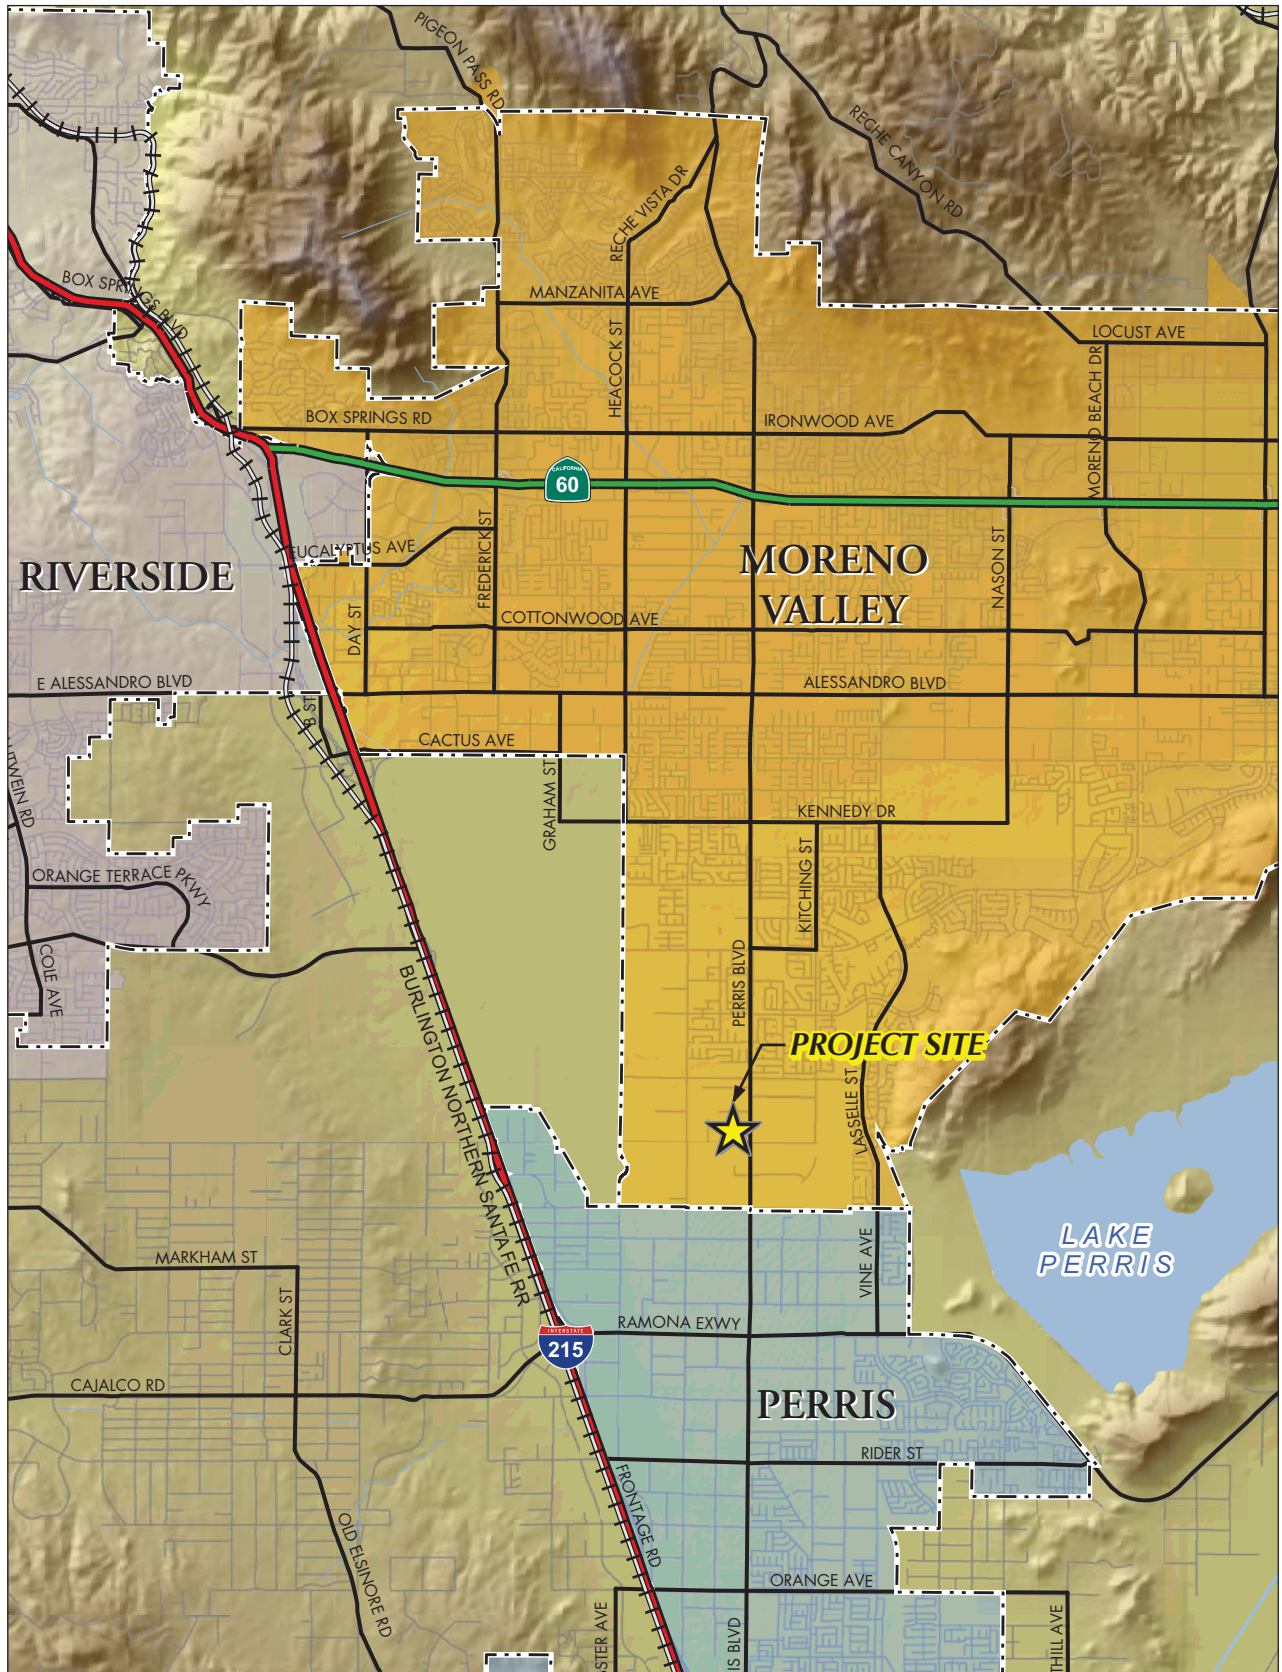 PIGEON PASS RD
RECHE CANYON RD
RECHE VISTA DR
BOX SPRINGS BLVD
MANZANITA AVE
HEACOCK ST
LOCUST AVE
MORENO BEACH DR
BOX SPRINGS RD
IRONWOOD AVE
CALIFORNIA
60
FREDERICK ST
EUCALYPTUS AVE
MORENO
VALLEY
NASON ST
RIVERSIDE
DAY ST
COTTONWOOD AVE
E ALESSANDRO BLVD
ALESSANDRO BLVD
B ST
CACTUS AVE
GRAHAM ST
KENNEDY DR
KITCHING ST
ORANGE TERRACE PKWY
COLE AVE
PERRIS BLVD
BURLINGTON NORTHERN SANTA FE RR
PROJECT SITE
LASSELLE ST
LAKE
PERRIS
MARKHAM ST
CLARK ST
VINE AVE
RAMONA EXWY
INTERSTATE
215
CAJALCO RD
PERRIS
RIDER ST
FRONTAGE RD
OLD ELSINORE RD
ORANGE AVE